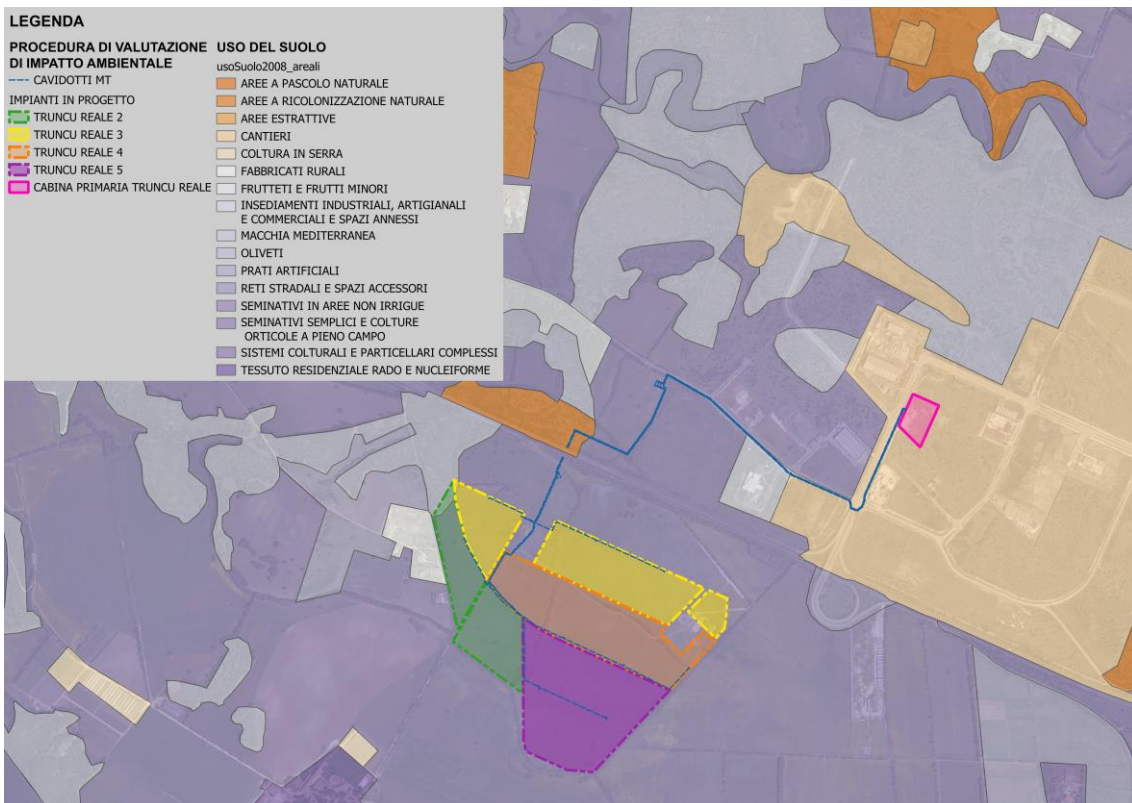 LEGENDA
PROCEDURA DI VALUTAZIONE
DI IMPATTO AMBIENTALE
CAVIDOTTI MT
IMPIANTI IN PROGETTO
TRUNCU REALE 2
TRUNCU REALE 3
TRUNCU REALE 4
TRUNCU REALE 5
CABINA PRIMARIA TRUNCU REALE
USO DEL SUOLO
usoSuolo2008_areali
AREE A PASCOLO NATURALE
AREE A RICOLONIZZAZIONE NATURALE
AREE ESTRATTIVE
CANTIERI
COLTURA IN SERRA
FABBRICATI RURALI
FRUTTETI E FRUTTI MINORI
INSEDIAMENTI INDUSTRIALI, ARTIGIANALI
E COMMERCIALI E SPAZI ANNESSI
MACCHIA MEDITERRANEA
OLIVETI
PRATI ARTIFICIALI
RETI STRADALI E SPAZI ACCESSORI
SEMINATIVI IN AREE NON IRRIGUE
SEMINATIVI SEMPLICI E COLTURE
ORTICOLE A PIENO CAMPO
SISTEMI COLTURALI E PARTICELLARI COMPLESSI
TESSUTO RESIDENZIALE RADO E NUCLEIFORME